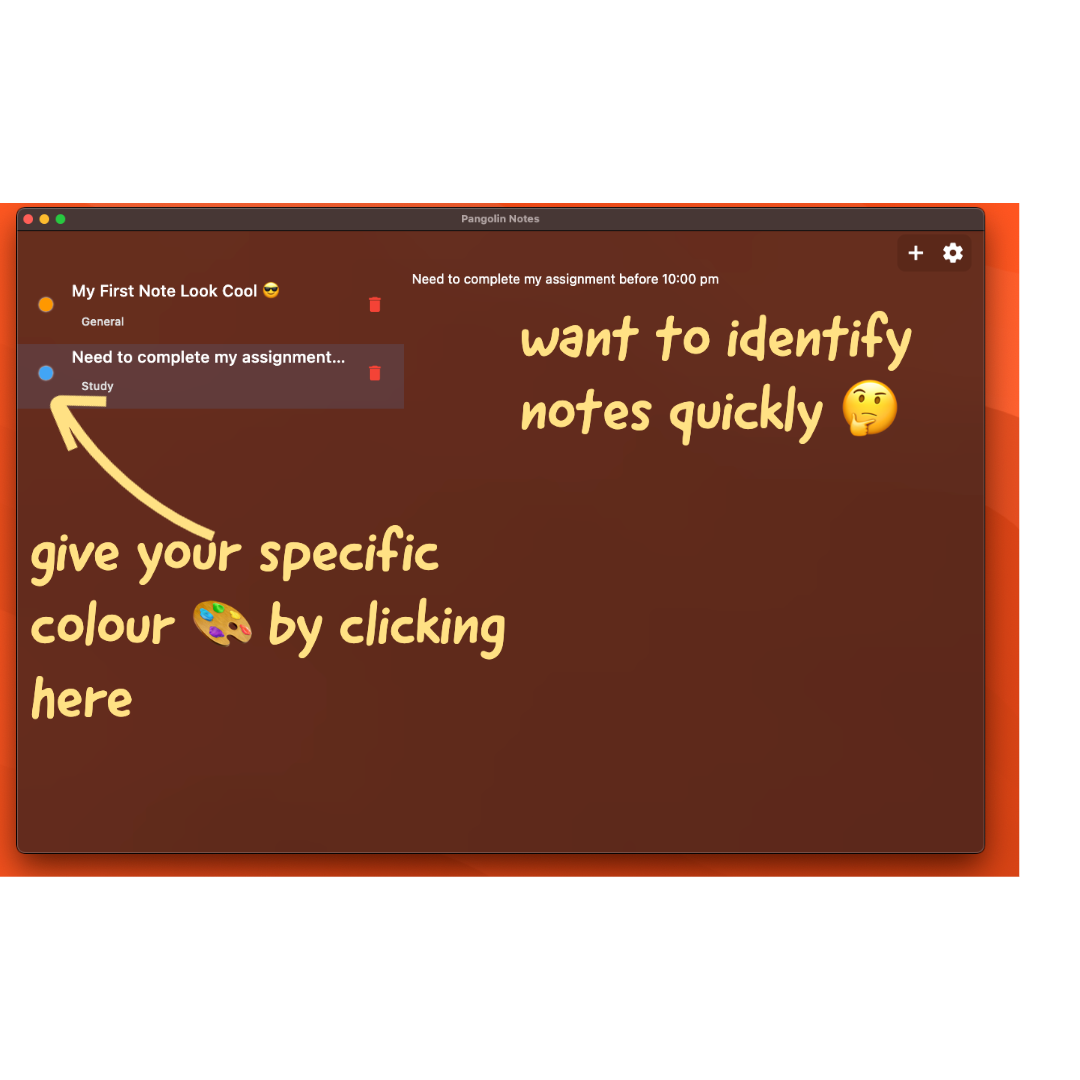 Pangolin Notes
My First Note Look Cool 😎
General
Need to complete my assignment...
Study
Need to complete my assignment before 10:00 pm
want to identify
notes quickly 🤔
give your specific
colour 🎨 by clicking
here